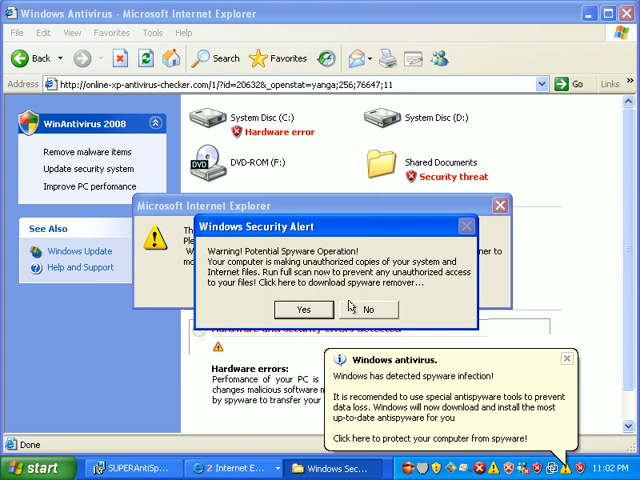 Windows Antivirus - Microsoft Internet Explorer
File Edit View Favorites Tools Help
Back Search Favorites
Address http://online-xp-antivirus-checker.com/1/?id=20632&_openstat=yanga;256;76647;11 Go Links »
WinAntivirus 2008
Remove malware items
Update security system
Improve PC perfomance
See Also
Windows Update
Help and Support
System Disc (C:)
Hardware error
System Disc (D:)
DVD
DVD-ROM (F:)
Shared Documents
Security threat
Microsoft Internet Explorer
Windows Security Alert
Warning! Potential Spyware Operation!
Your computer is making unauthorized copies of your system and
Internet files. Run full scan now to prevent any unauthorized access
to your files! Click here to download spyware remover...
Yes No
Hardware and security errors detected
Hardware errors:
Perfomance of your PC is
changes malicious software
by spyware to transfer your
Windows antivirus.
Windows has detected spyware infection!
It is recomended to use special antispyware tools to prevent
data loss. Windows will now download and install the most
up-to-date antispyware for you
Click here to protect your computer from spyware!
Done
start SUPERAntiSp... 2 Internet E... Windows Sec... 11:02 PM